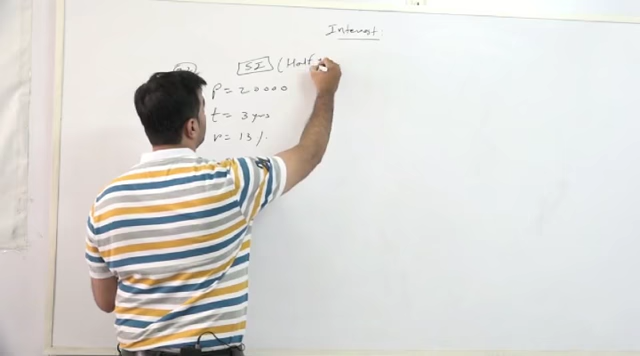 Interest
SI (Half
P = 20000
t = 3 yrs
r = 13 %